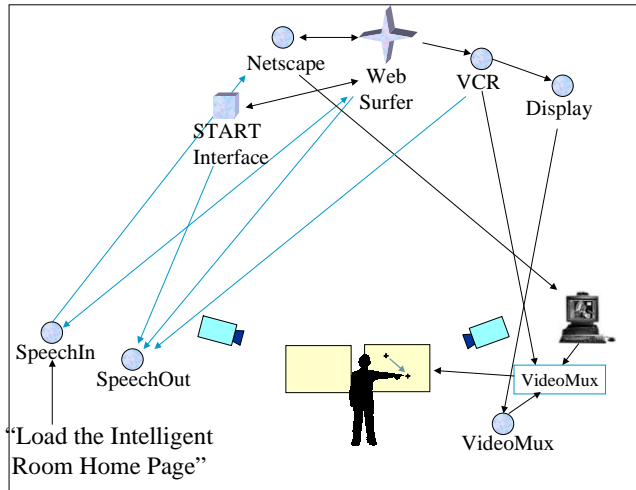 Netscape
Web
Surfer
VCR
Display
START
Interface
SpeechIn
SpeechOut
VideoMux
VideoMux
“Load the Intelligent
Room Home Page”